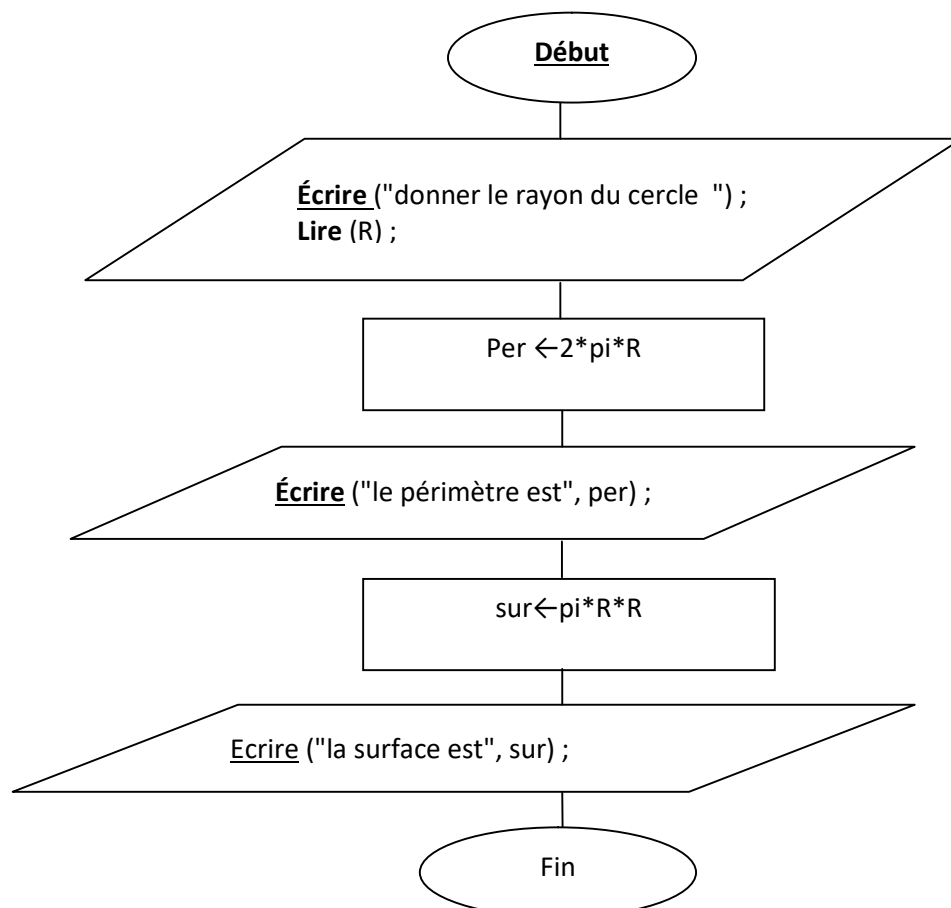 Début
Écrire ("donner le rayon du cercle  ") ;
Lire (R) ;
Per ←2*pi*R
Écrire ("le périmètre est", per) ;
sur←pi*R*R
Ecrire ("la surface est", sur) ;
Fin